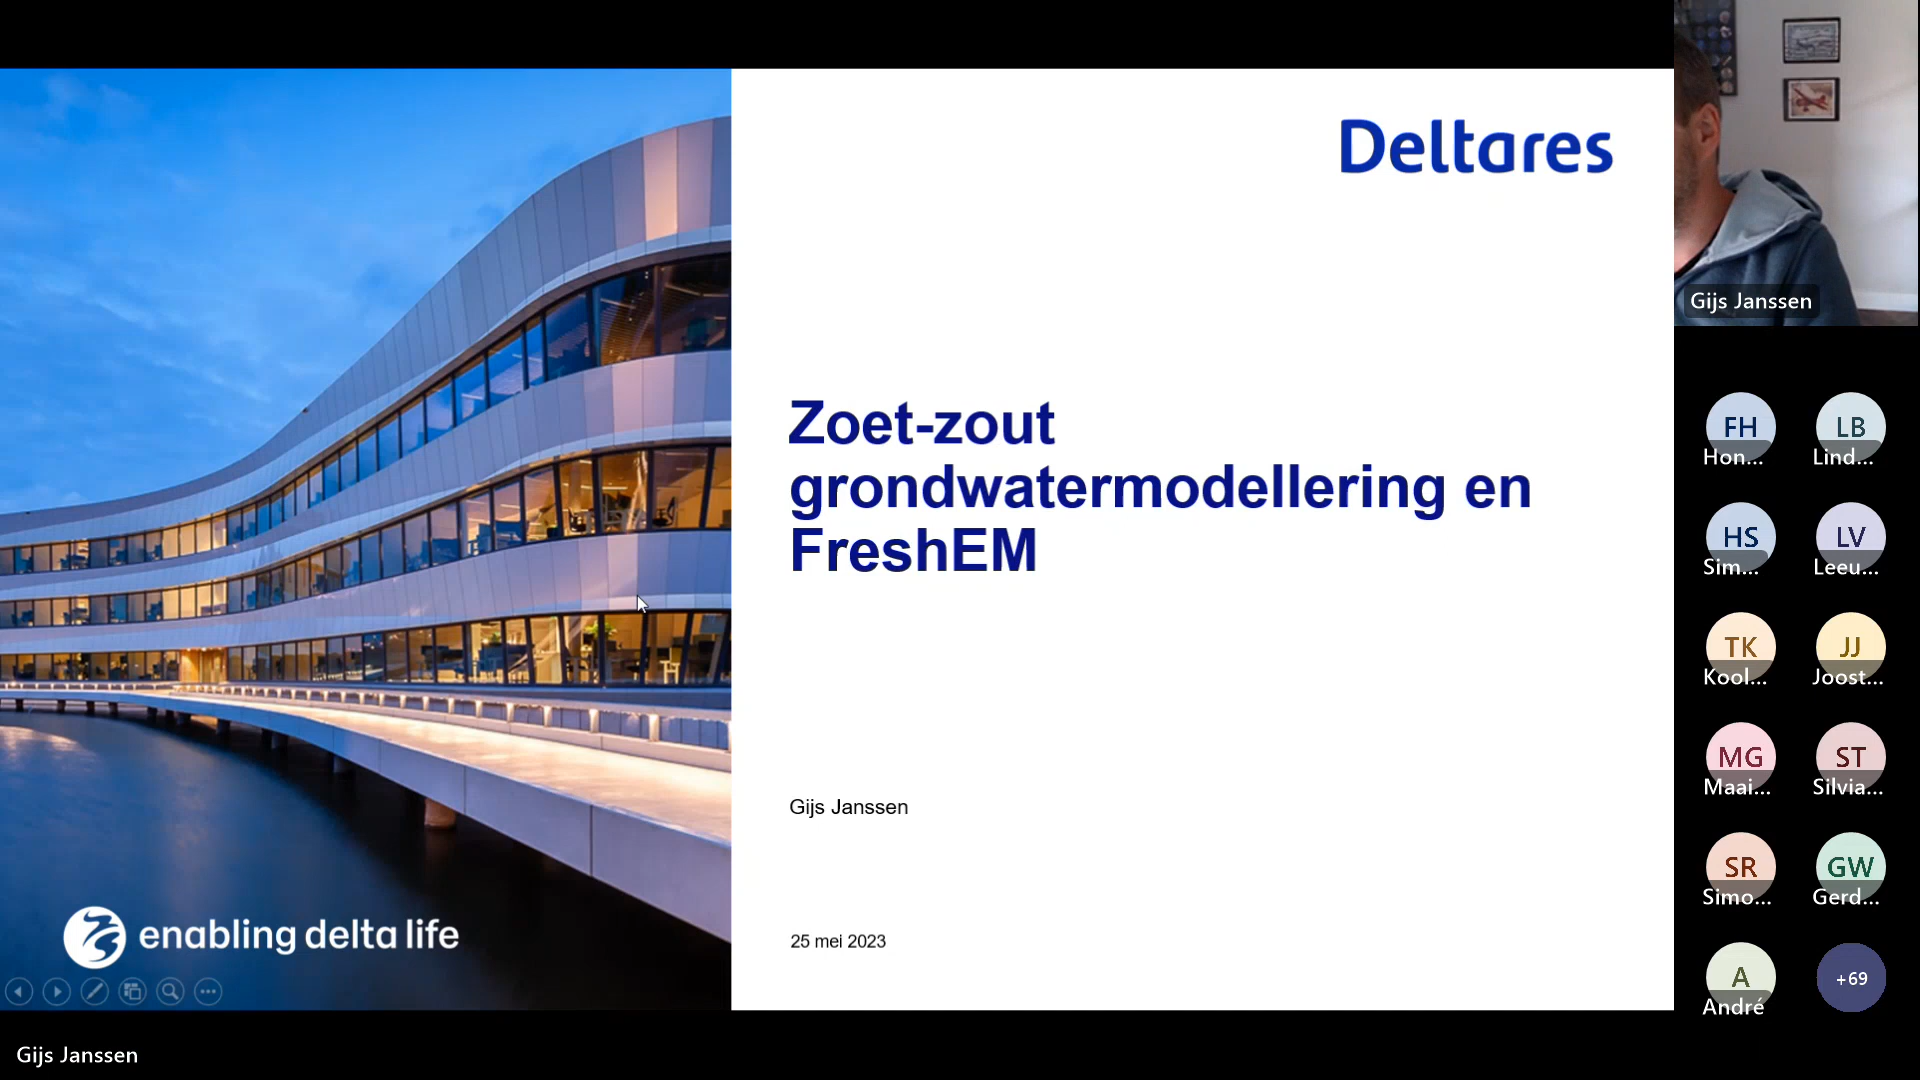 Deltares
Zoet-zout
grondwatermodellering en
FreshEM
Gijs Janssen
25 mei 2023
enabling delta life
Gijs Janssen
Gijs Janssen
FH
Hon...
LB
Lind...
HS
Sim...
LV
Leeu...
TK
Kool...
JJ
Joost...
MG
Maai...
ST
Silvia...
SR
Simo...
GW
Gerd...
A
André
+69